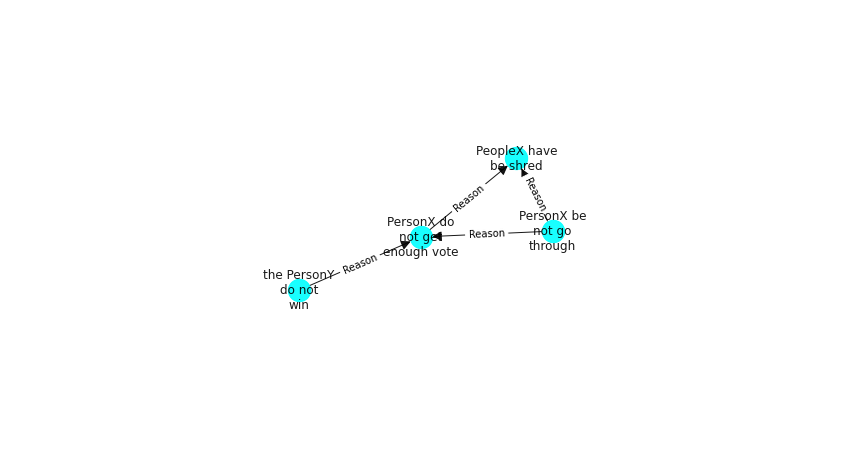 PeopleX have
be shred
Reason
Reason
PersonX do
not get
enough vote
PersonX be
not go
through
Reason
Reason
the PersonY
do not
win